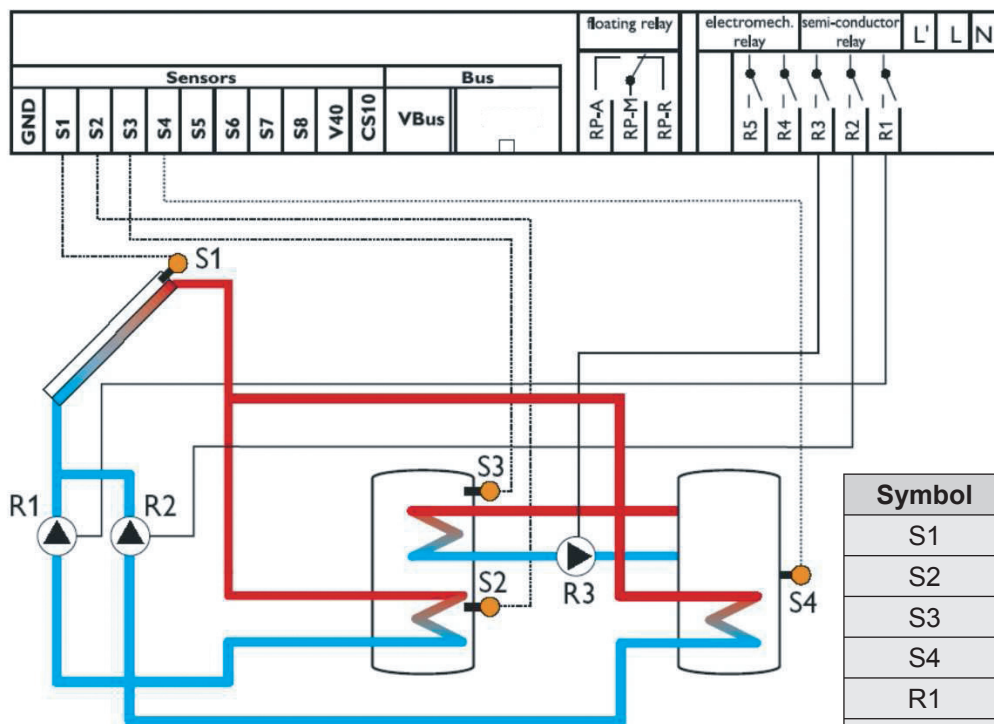 floating relay
electromech. relay
semi-conductor relay
L' L N
Sensors
Bus
GND S1 S2 S3 S4 S5 S6 S7 S8 V40 CS10
VBus
RP-A RP-M RP-R
R5 R4 R3 R2 R1
S1
S3
R1
R2
S2
R3
S4
Symbol
S1
S2
S3
S4
R1